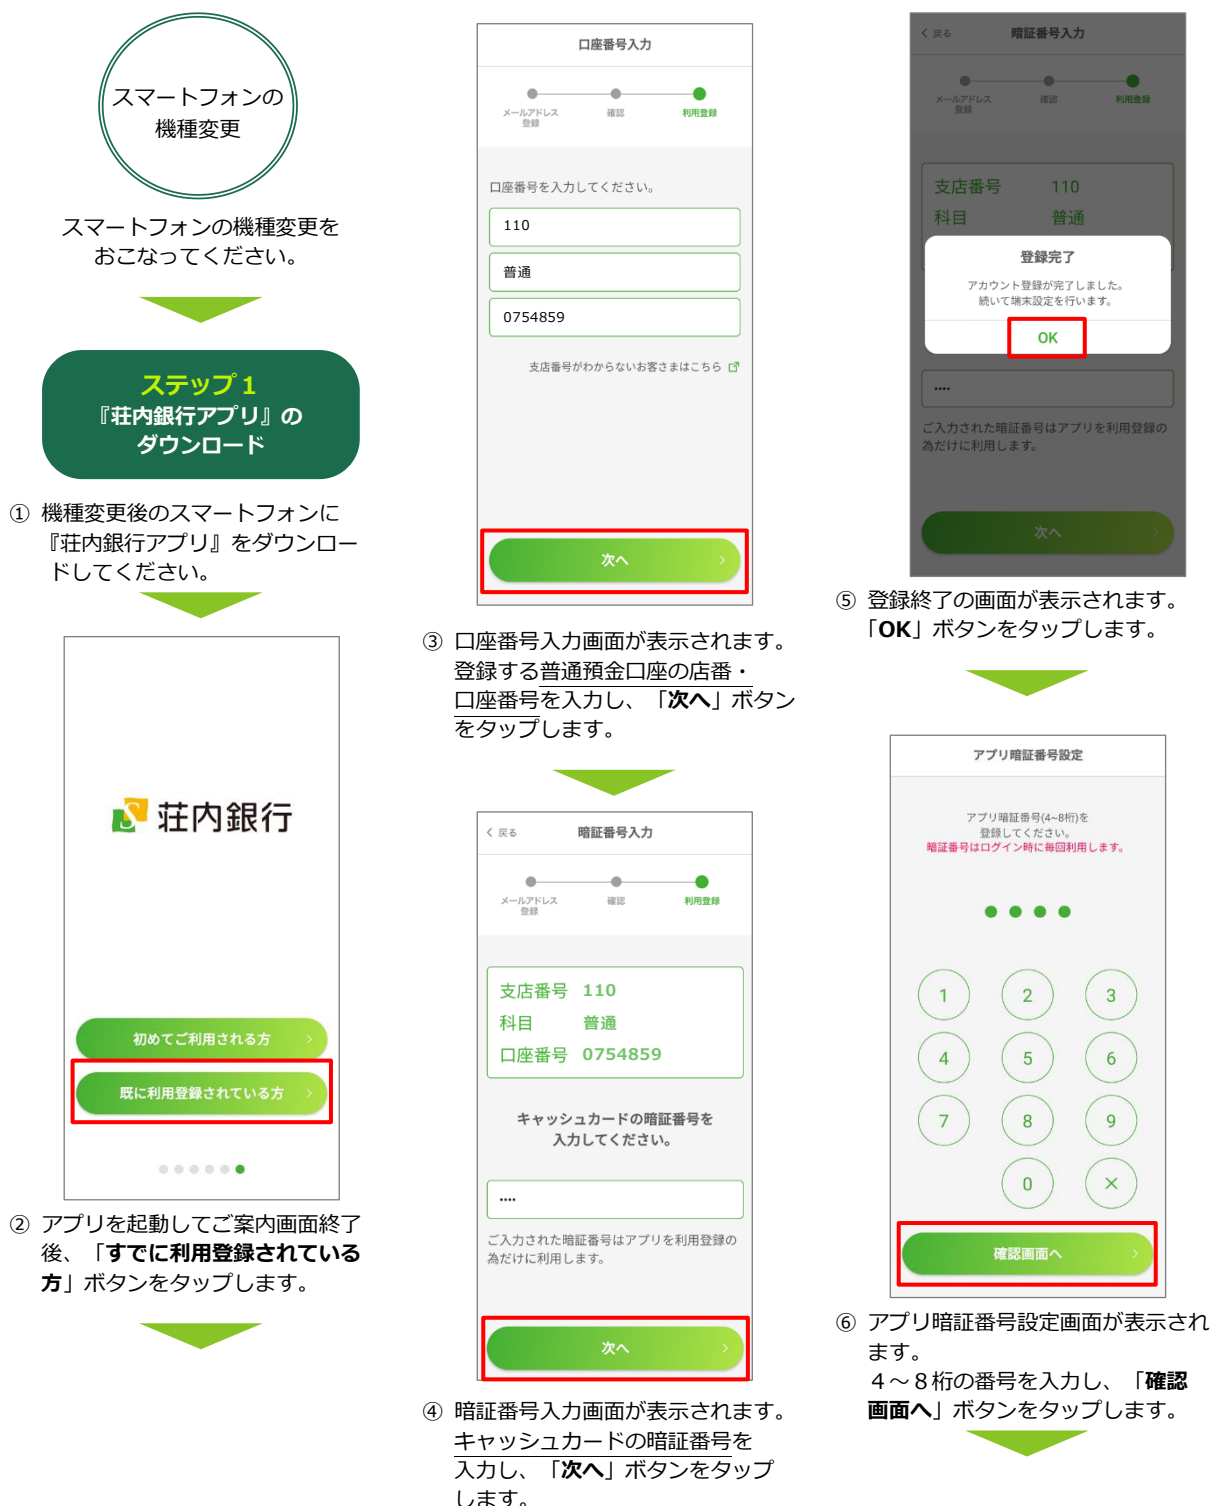 スマートフォンの
機種変更
スマートフォンの機種変更を
おこなってください。
ステップ１
『荘内銀行アプリ』の
ダウンロード
① 機種変更後のスマートフォンに
『荘内銀行アプリ』をダウンロー
ドしてください。
荘内銀行
初めてご利用される方
既に利用登録されている方
② アプリを起動してご案内画面終了
後、「すでに利用登録されている
方」ボタンをタップします。
口座番号入力
メールアドレス
登録
確認
利用登録
口座番号を入力してください。
110
普通
0754859
支店番号がわからないお客さまはこちら
次へ
③ 口座番号入力画面が表示されます。
登録する普通預金口座の店番・
口座番号を入力し、「次へ」ボタン
をタップします。
戻る 暗証番号入力
メールアドレス
登録
確認
利用登録
支店番号 110
科目 普通
口座番号 0754859
キャッシュカードの暗証番号を
入力してください。
••••
ご入力された暗証番号はアプリを利用登録の
為だけに利用します。
次へ
④ 暗証番号入力画面が表示されます。
キャッシュカードの暗証番号を
入力し、「次へ」ボタンをタップ
します。
戻る 暗証番号入力
メールアドレス
登録
確認
利用登録
支店番号 110
科目 普通
登録完了
アカウント登録が完了しました。
続いて端末設定を行います。
OK
••••
ご入力された暗証番号はアプリを利用登録の
為だけに利用します。
次へ
⑤ 登録終了の画面が表示されます。
「OK」ボタンをタップします。
アプリ暗証番号設定
アプリ暗証番号(4~8桁)を
登録してください。
暗証番号はログイン時に毎回利用します。
1 2 3
4 5 6
7 8 9
0 ×
確認画面へ
⑥ アプリ暗証番号設定画面が表示され
ます。
４～８桁の番号を入力し、「確認
画面へ」ボタンをタップします。